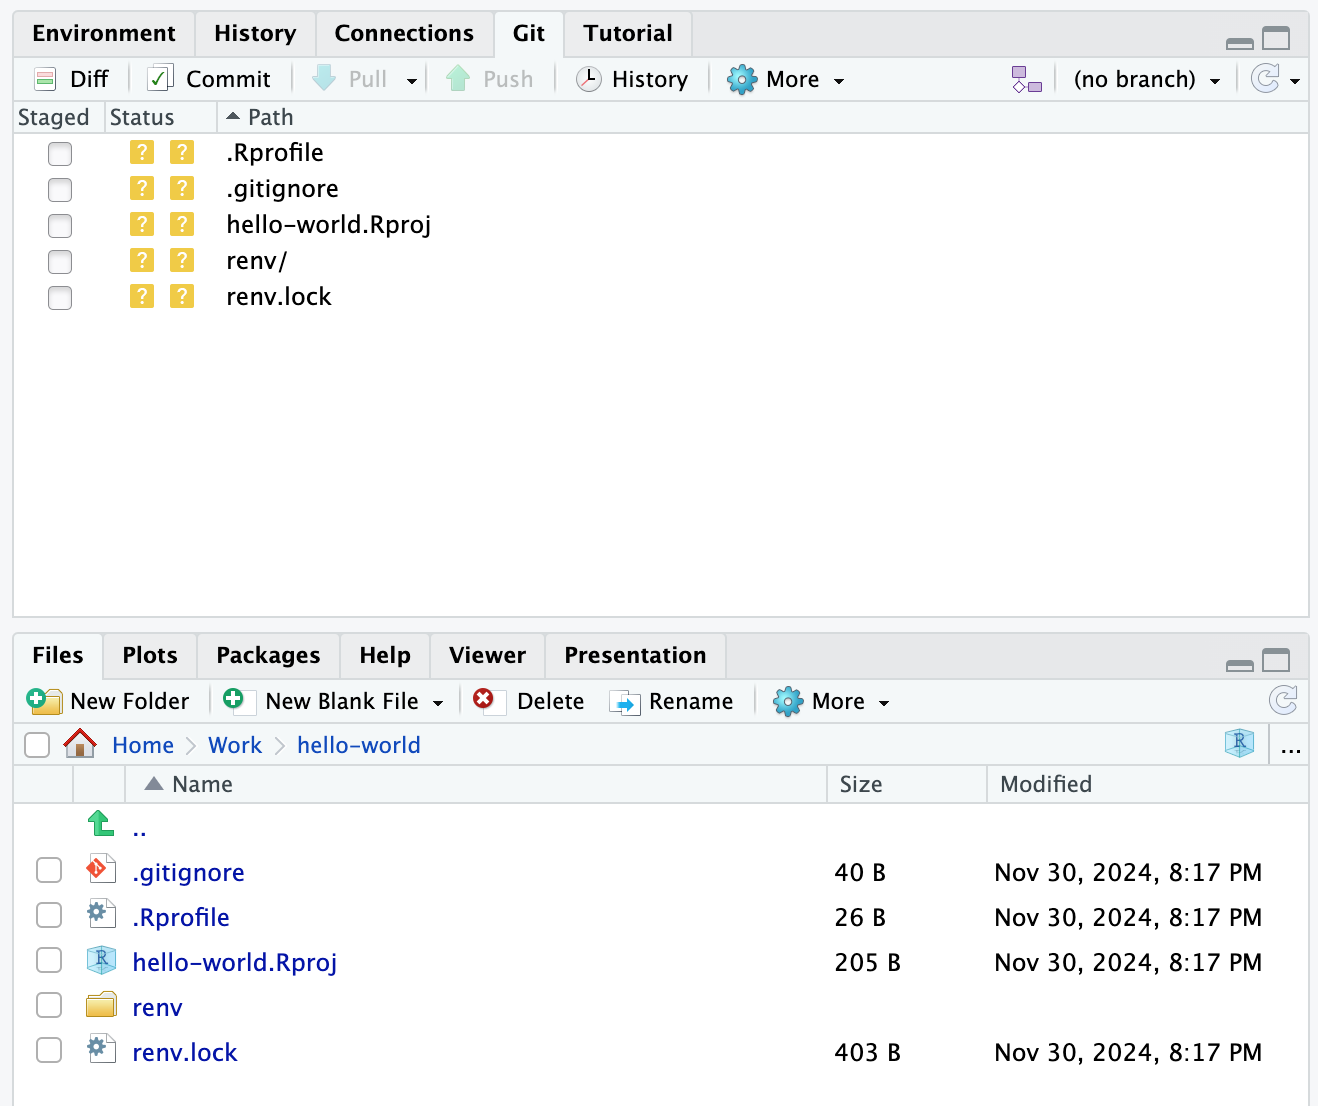 Environment History Connections Git Tutorial
Diff Commit Pull Push History More (no branch)
Staged Status Path
? ? .Rprofile
? ? .gitignore
? ? hello-world.Rproj
? ? renv/
? ? renv.lock
Files Plots Packages Help Viewer Presentation
New Folder New Blank File Delete Rename More
Home Work hello-world R ...
Name Size Modified
..
.gitignore 40 B Nov 30, 2024, 8:17 PM
.Rprofile 26 B Nov 30, 2024, 8:17 PM
R hello-world.Rproj 205 B Nov 30, 2024, 8:17 PM
renv
renv.lock 403 B Nov 30, 2024, 8:17 PM